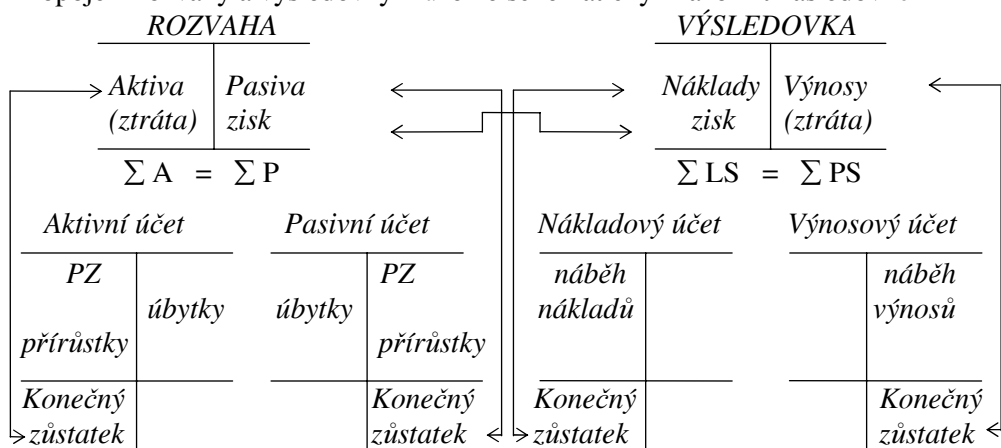 ROZVAHA VÝSLEDOVKA
Aktiva Pasiva Náklady Výnosy
(ztráta) zisk zisk (ztráta)
∑ A = ∑ P ∑ LS = ∑ PS
Aktivní účet Pasivní účet Nákladový účet Výnosový účet
PZ PZ náběh náběh
úbytky úbytky nákladů výnosů
přírůstky přírůstky
Konečný Konečný Konečný Konečný
zůstatek zůstatek zůstatek zůstatek